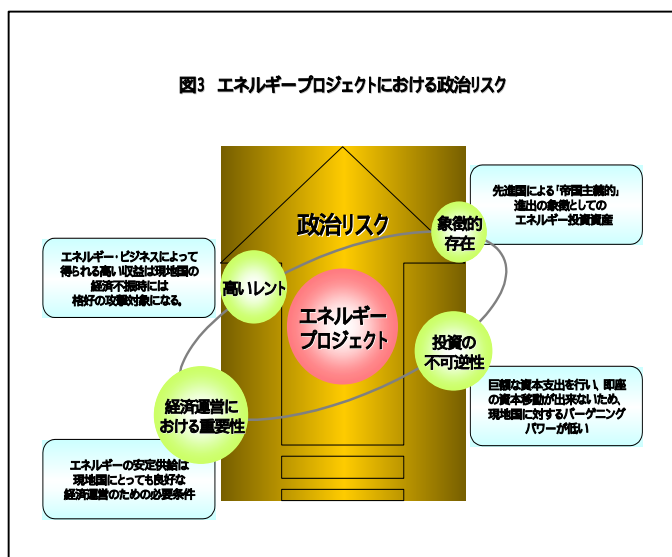 図3 エネルギープロジェクトにおける政治リスク
政治リスク
象徴的
存在
先進国による「帝国主義的」
進出の象徴としての
エネルギー投資資産
エネルギー・ビジネスによって
得られる高い収益は現地国の
経済不振時には
格好の攻撃対象になる。
高いレント
エネルギー
プロジェクト
投資の
不可逆性
巨額な資本支出を行い、即座
の資本移動が出来ないため、
現地国に対するバーゲニング
パワーが低い
経済運営に
おける重要性
エネルギーの安定供給は
現地国にとっても良好な
経済運営のための必要条件